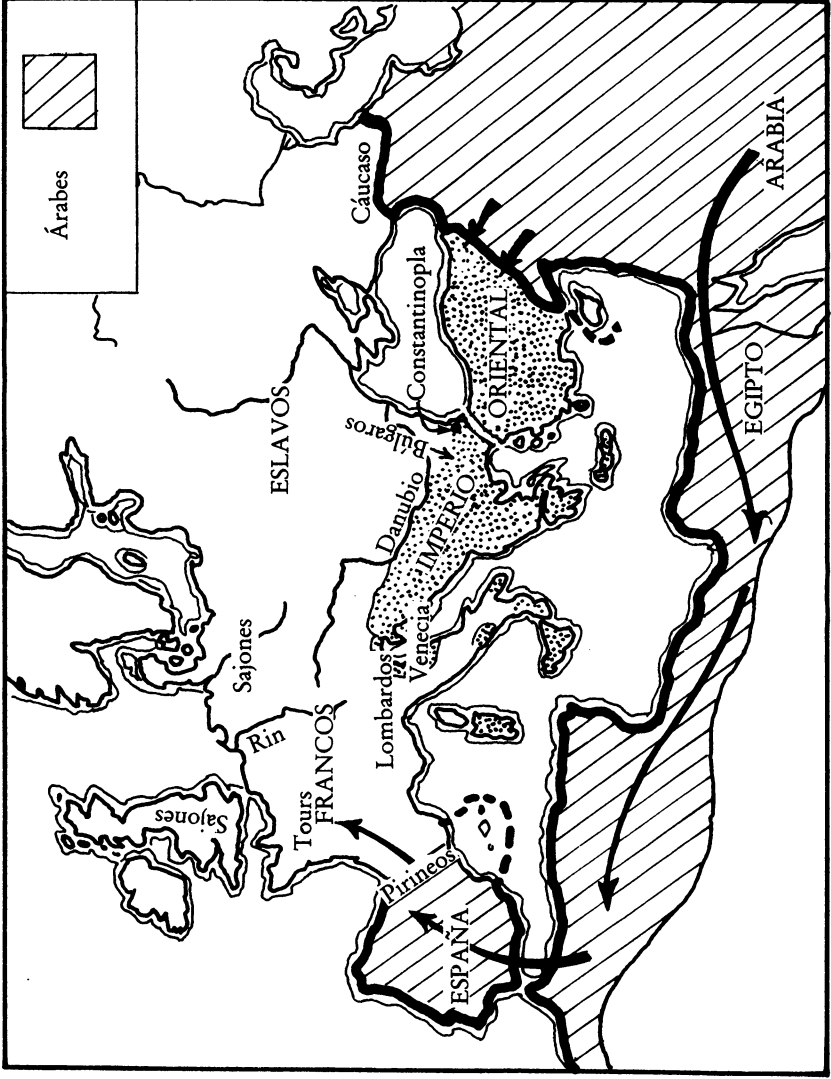 Árabes
Cáucaso
ARABIA
Constantinopla
ORIENTAL
EGIPTO
ESLAVOS
Búlgaros
Danubio
IMPERIO
Sajones
Venecia
Lombardos
Rin
FRANCOS
Tours
Sajones
Pirineos
ESPAÑA